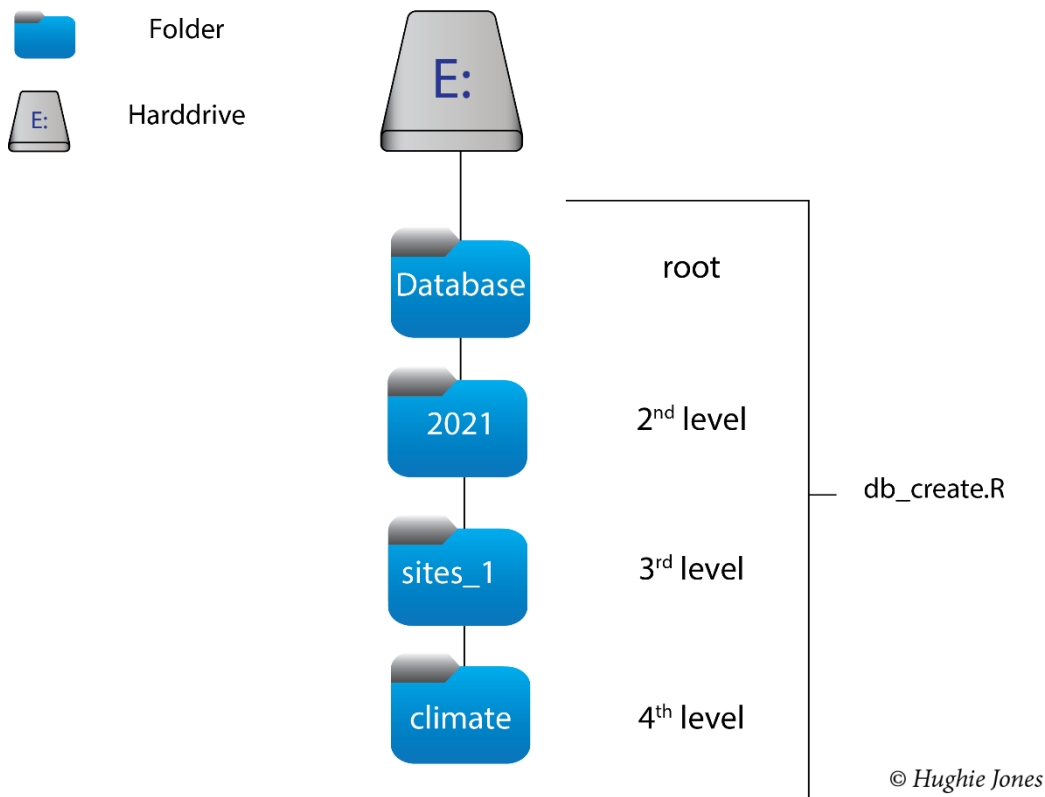 Folder
E:
Harddrive
E:
Database
root
2021
2nd level
db_create.R
sites_1
3rd level
climate
4th level
© Hughie Jones